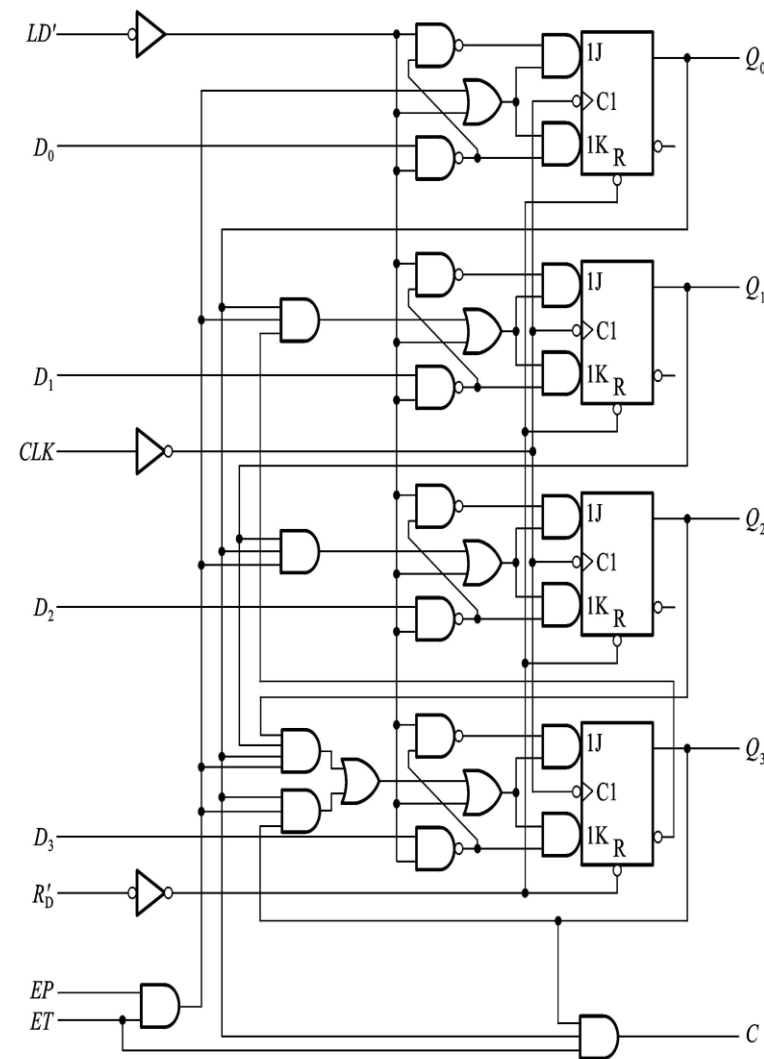 LD′
1J
Q₀
C1
D₀
1K
R
1J
Q₁
C1
D₁
1K
R
CLK
1J
Q₂
C1
D₂
1K
R
1J
Q₃
C1
D₃
1K
R
R′D
EP
ET
C